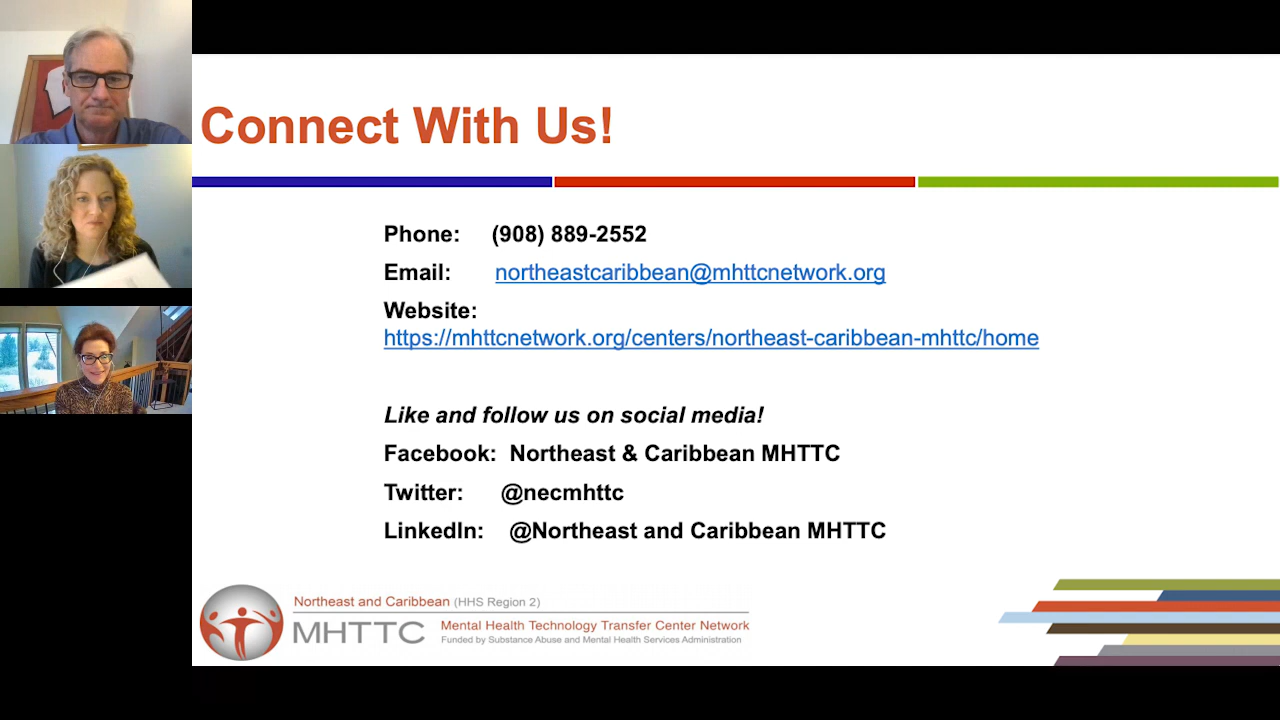 Connect With Us!
Phone: (908) 889-2552
Email: northeastcaribbean@mhttcnetwork.org
Website:
https://mhttcnetwork.org/centers/northeast-caribbean-mhttc/home
Like and follow us on social media!
Facebook: Northeast & Caribbean MHTTC
Twitter: @necmhttc
LinkedIn: @Northeast and Caribbean MHTTC
Northeast and Caribbean (HHS Region 2)
MHTTC
Mental Health Technology Transfer Center Network
Funded by Substance Abuse and Mental Health Services Administration